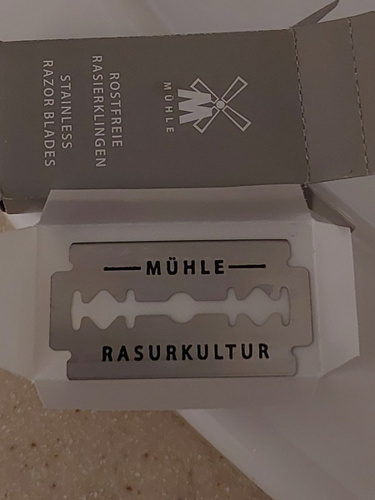 MÜHLE
ROSTFREIE
RASIERKLINGEN
STAINLESS
RAZOR BLADES
MÜHLE
RASURKULTUR